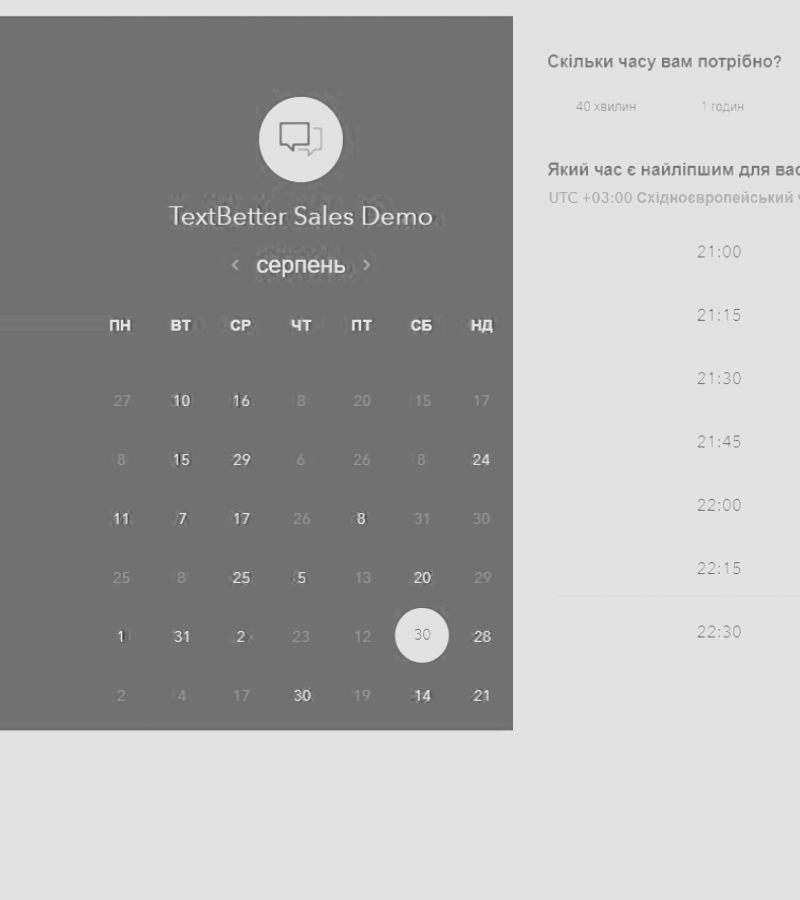 TextBetter Sales Demo
‹ серпень ›
ПН ВТ СР ЧТ ПТ СБ НД
27 10 16 8 20 15 17
8 15 29 6 26 8 24
11 7 17 26 8 31 30
25 8 25 5 13 20 29
1 31 2 23 12 30 28
2 4 17 30 19 14 21
Скільки часу вам потрібно?
40 хвилин 1 годин
Який час є найліпшим для вас
UTC +03:00 Східноєвропейський
21:00
21:15
21:30
21:45
22:00
22:15
22:30